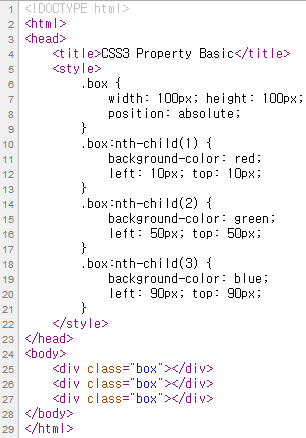 1 <!DOCTYPE html>
2 <html>
3 <head>
4 <title>CSS3 Property Basic</title>
5 <style>
6 .box {
7 width: 100px; height: 100px;
8 position: absolute;
9 }
10 .box:nth-child(1) {
11 background-color: red;
12 left: 10px; top: 10px;
13 }
14 .box:nth-child(2) {
15 background-color: green;
16 left: 50px; top: 50px;
17 }
18 .box:nth-child(3) {
19 background-color: blue;
20 left: 90px; top: 90px;
21 }
22 </style>
23 </head>
24 <body>
25 <div class="box"></div>
26 <div class="box"></div>
27 <div class="box"></div>
28 </body>
29 </html>